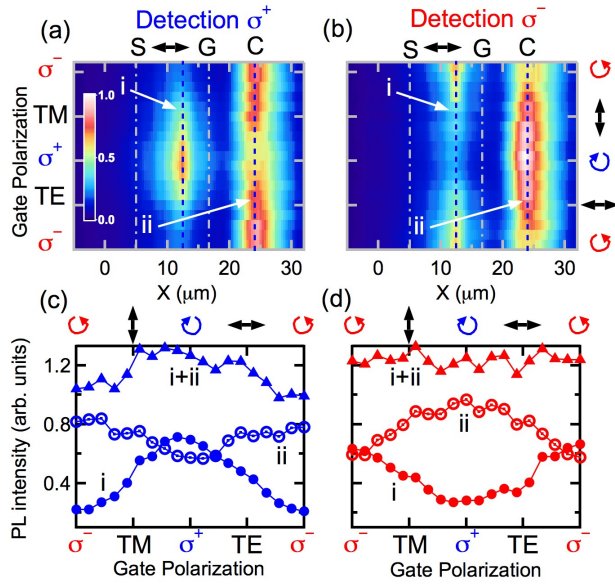 Detection σ+
Detection σ−
(a)
S
G
C
(b)
S
G
C
σ−
TM
σ+
TE
σ−
Gate Polarization
1.0
0.5
0.0
i
ii
i
ii
0
10
20
30
0
10
20
30
X (μm)
X (μm)
(c)
(d)
PL intensity (arb. units)
1.2
0.8
0.4
i+ii
ii
i
i+ii
ii
i
σ−
TM
σ+
TE
σ−
σ−
TM
σ+
TE
σ−
Gate Polarization
Gate Polarization